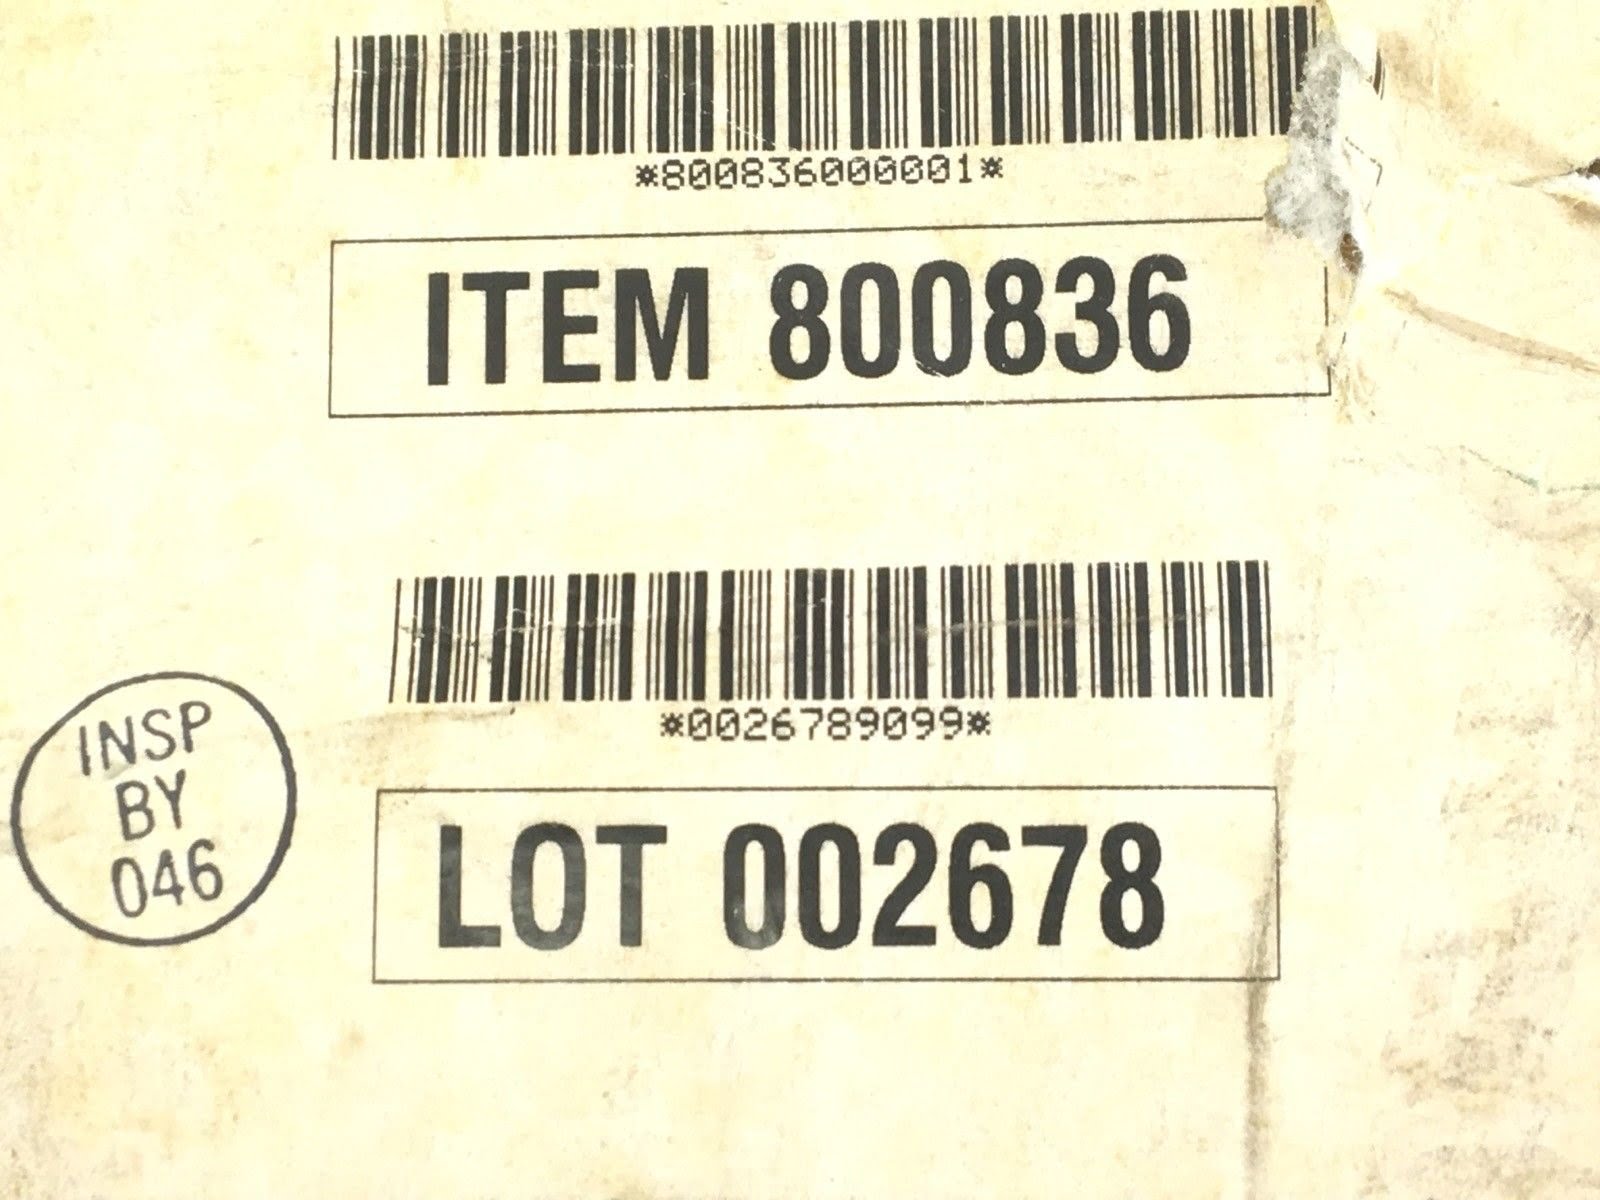 *800836000001*
ITEM 800836
*0026789099*
INSP
BY
046
LOT 002678